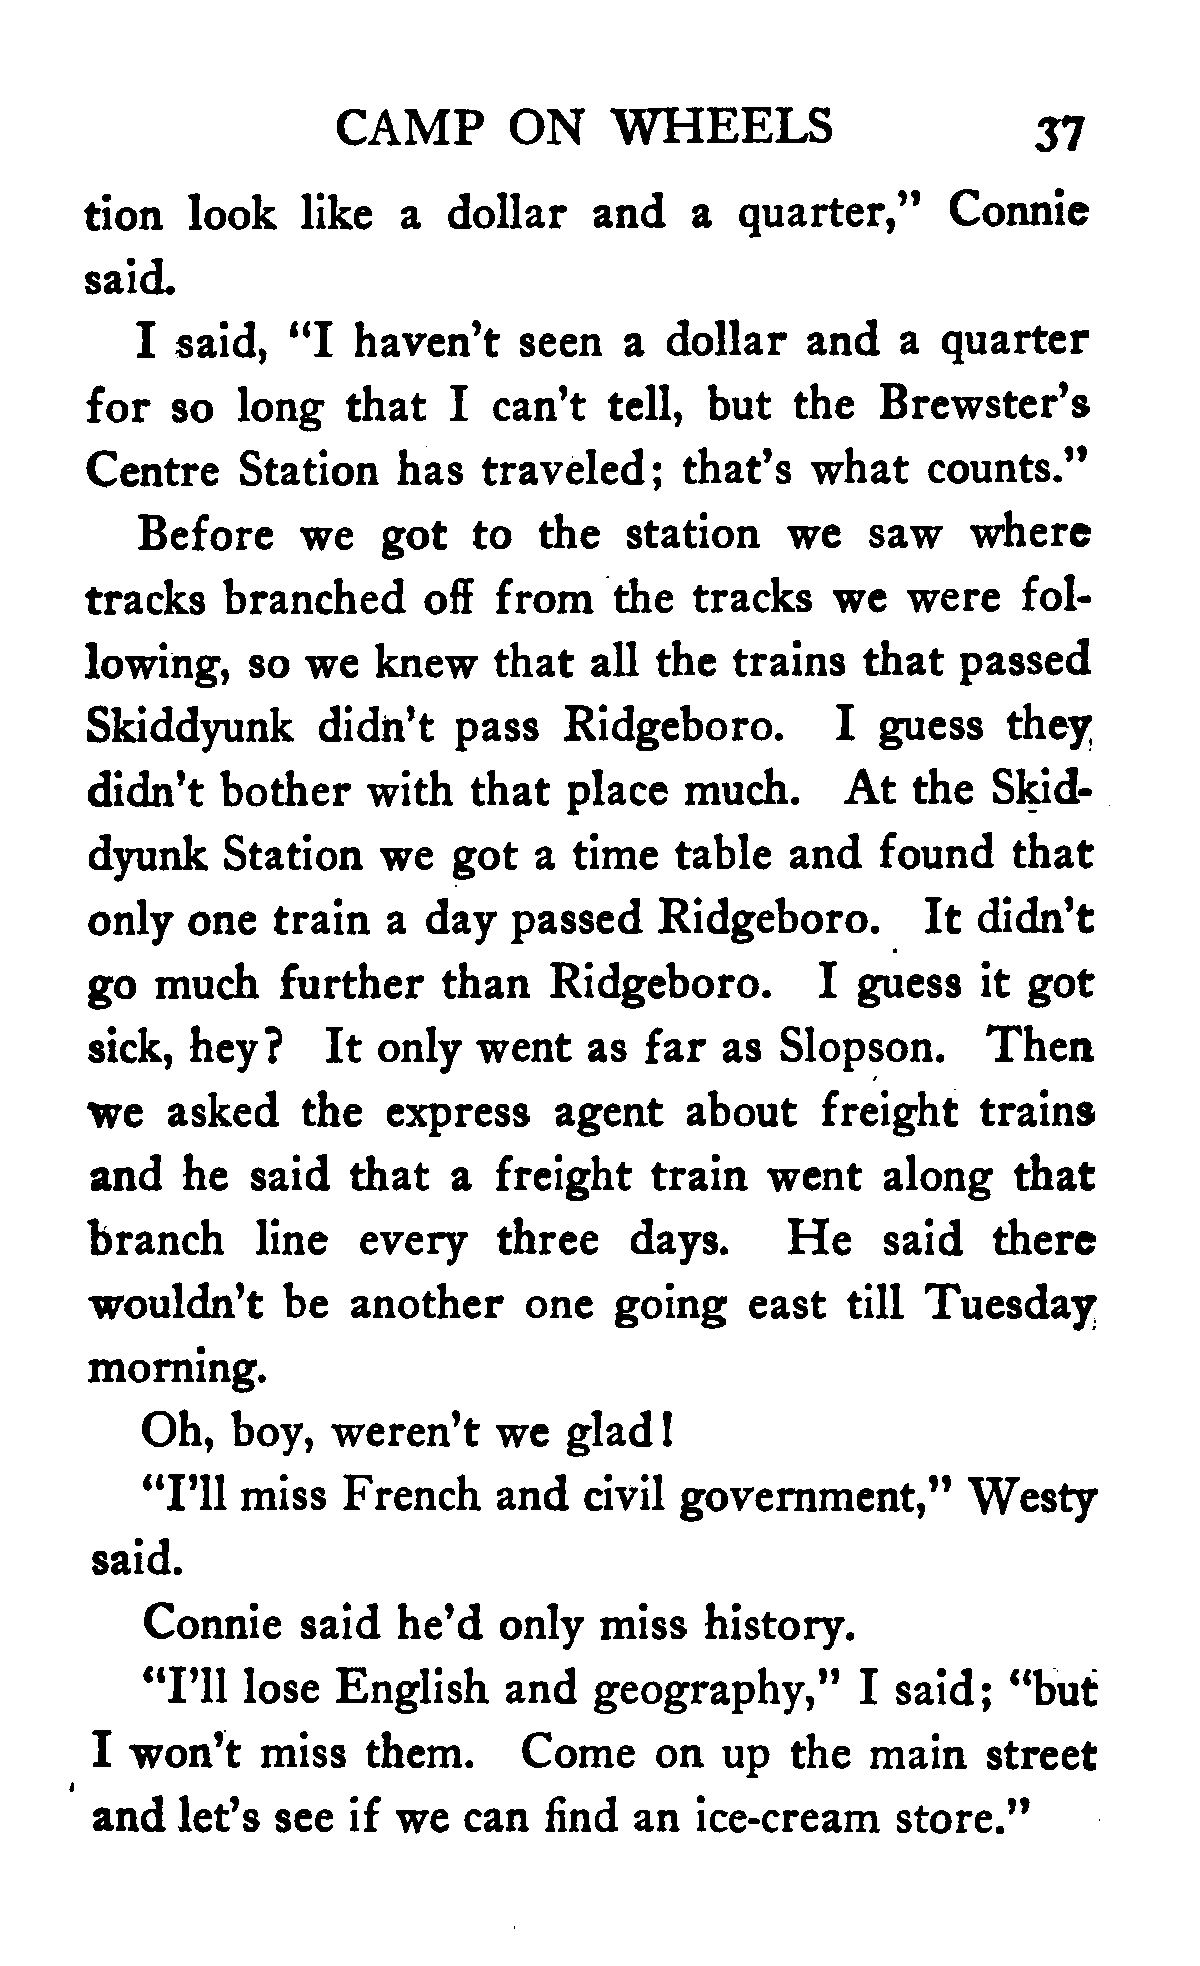 CAMP ON WHEELS 37
tion look like a dollar and a quarter," Connie
said.
I said, "I haven't seen a dollar and a quarter
for so long that I can't tell, but the Brewster's
Centre Station has traveled; that's what counts."
Before we got to the station we saw where
tracks branched off from the tracks we were fol-
lowing, so we knew that all the trains that passed
Skiddyunk didn't pass Ridgeboro. I guess they
didn't bother with that place much. At the Skid-
dyunk Station we got a time table and found that
only one train a day passed Ridgeboro. It didn't
go much further than Ridgeboro. I guess it got
sick, hey? It only went as far as Slopson. Then
we asked the express agent about freight trains
and he said that a freight train went along that
branch line every three days. He said there
wouldn't be another one going east till Tuesday
morning.
Oh, boy, weren't we glad!
"I'll miss French and civil government," Westy
said.
Connie said he'd only miss history.
"I'll lose English and geography," I said; "but
I won't miss them. Come on up the main street
and let's see if we can find an ice-cream store."